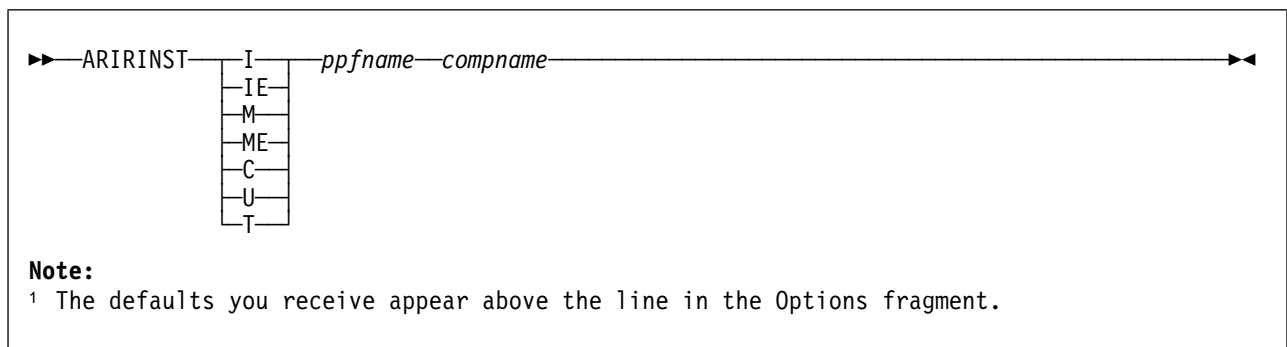 ►►──ARIRINST──┬─I──┬──ppfname──compname──►◄
├─IE─┤
├─M──┤
├─ME─┤
├─C──┤
├─U──┤
└─T──┘
Note:
1 The defaults you receive appear above the line in the Options fragment.